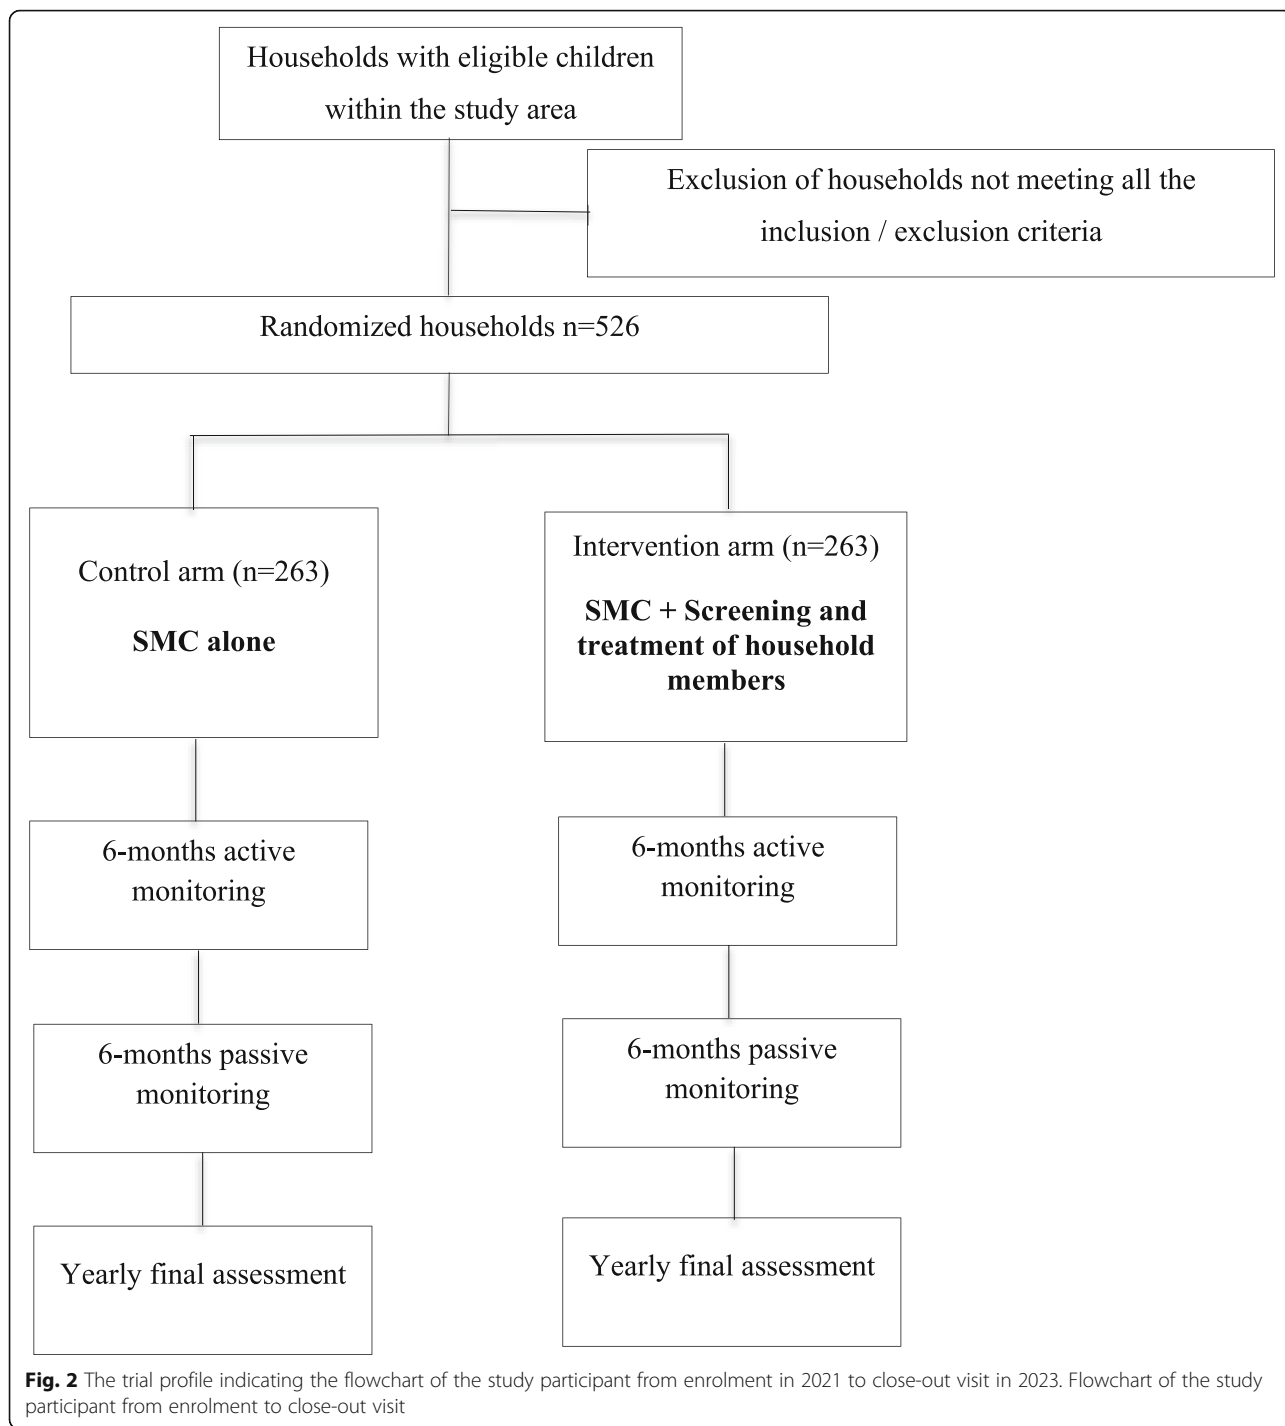 Households with eligible children
within the study area
Exclusion of households not meeting all the
inclusion / exclusion criteria
Randomized households n=526
Control arm (n=263)
SMC alone
Intervention arm (n=263)
SMC + Screening and
treatment of household
members
6-months active
monitoring
6-months active
monitoring
6-months passive
monitoring
6-months passive
monitoring
Yearly final assessment
Yearly final assessment
Fig. 2 The trial profile indicating the flowchart of the study participant from enrolment in 2021 to close-out visit in 2023. Flowchart of the study
participant from enrolment to close-out visit